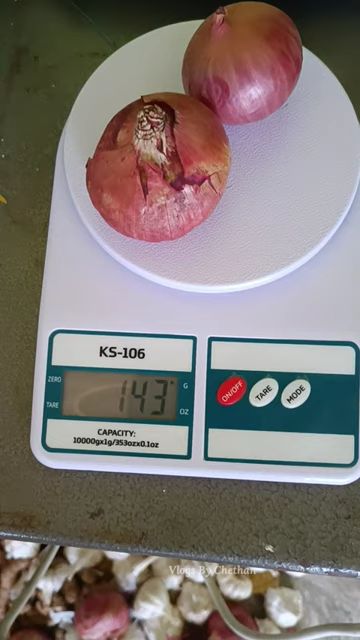 KS-106
ZERO
TARE
143
G
OZ
CAPACITY:
10000gx1g/353ozx0.1oz
ON/OFF
TARE
MODE
Vlogs By Chethan